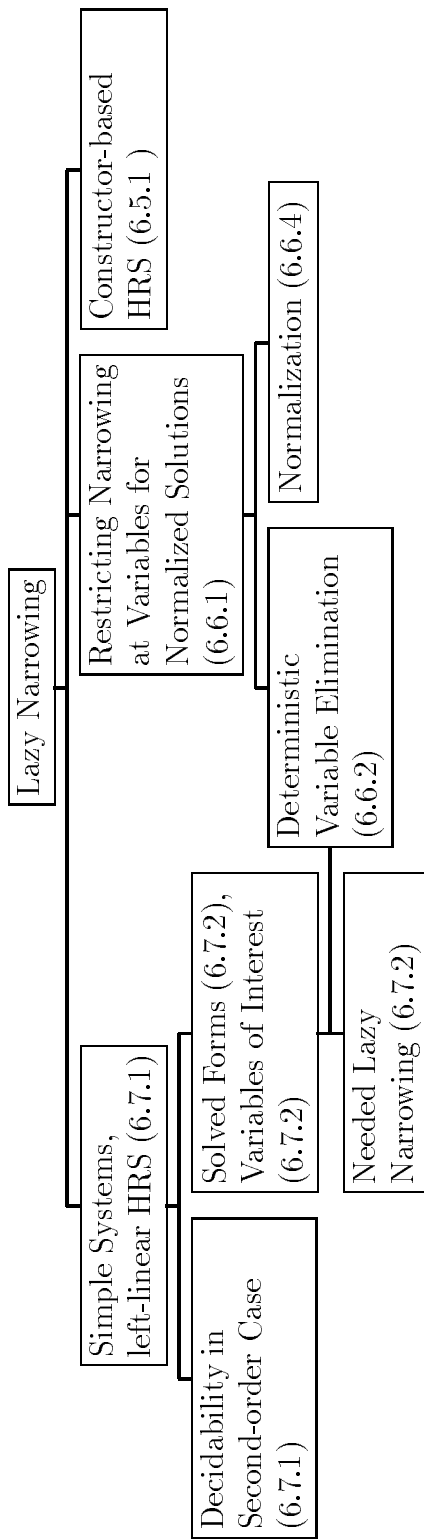 Lazy Narrowing
Simple Systems,
left-linear HRS (6.7.1)
Restricting Narrowing
at Variables for
Normalized Solutions
(6.6.1)
Constructor-based
HRS (6.5.1 )
Decidability in
Second-order Case
(6.7.1)
Solved Forms (6.7.2),
Variables of Interest
(6.7.2)
Deterministic
Variable Elimination
(6.6.2)
Normalization (6.6.4)
Needed Lazy
Narrowing (6.7.2)